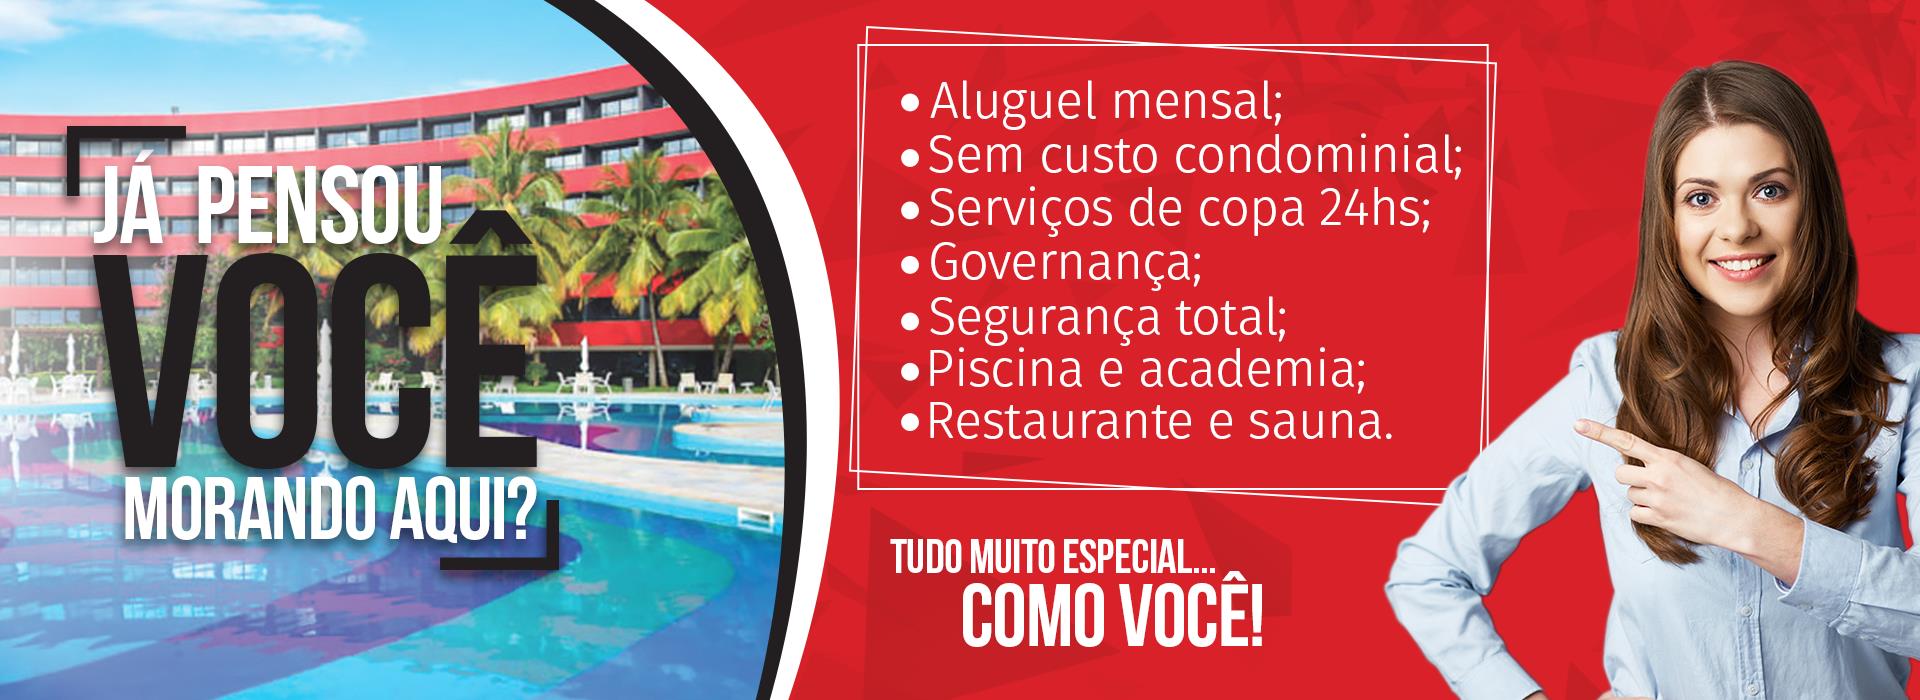 JÁ PENSOU
VOCÊ
MORANDO AQUI?
• Aluguel mensal;
• Sem custo condominial;
• Serviços de copa 24hs;
• Governança;
• Segurança total;
• Piscina e academia;
• Restaurante e sauna.
TUDO MUITO ESPECIAL...
COMO VOCÊ!